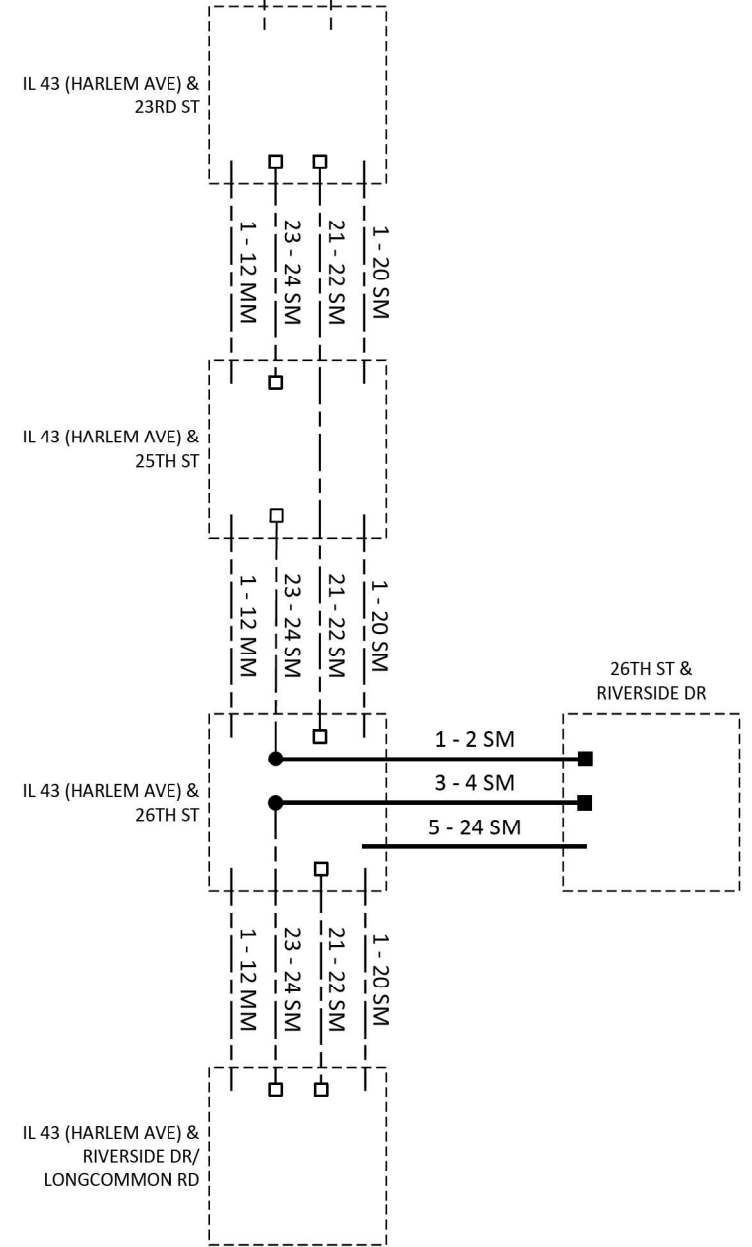 IL 43 (HARLEM AVE) &
23RD ST
1 - 12 MM
23 - 24 SM
21 - 22 SM
1 - 20 SM
IL 43 (HARLEM AVE) &
25TH ST
1 - 12 MM
23 - 24 SM
21 - 22 SM
1 - 20 SM
26TH ST &
RIVERSIDE DR
1 - 2 SM
3 - 4 SM
5 - 24 SM
IL 43 (HARLEM AVE) &
26TH ST
1 - 12 MM
23 - 24 SM
21 - 22 SM
1 - 20 SM
IL 43 (HARLEM AVE) &
RIVERSIDE DR/
LONGCOMMON RD